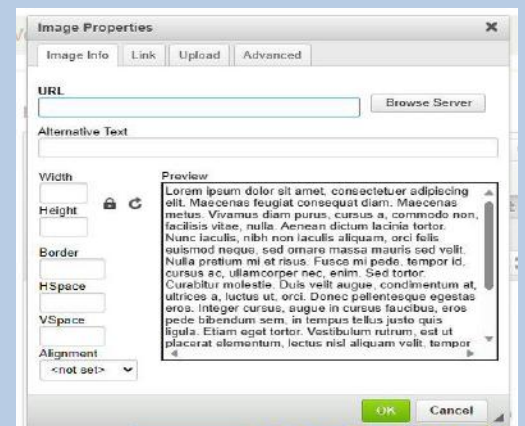 Image Properties
Image Info Link Upload Advanced
URL
Browse Server
Alternative Text
Width
Preview
Height
Border
HSpace
VSpace
Alignment
<not set>
Lorem ipsum dolor sit amet, consectetuer adipiscing
elit. Maecenas feugiat consequat diam. Maecenas
metus. Vivamus diam purus, cursus a, commodo non,
facilisis vitae, nulla. Aenean dictum lacinia tortor.
Nunc iaculis, nibh non iaculis aliquam, orci felis
euismod neque, sed ornare massa mauris sed velit.
Nulla pretium mi et risus. Fusce mi pede, tempor id,
cursus ac, ullamcorper nec, enim. Sed tortor.
Curabitur molestie. Duis velit augue, condimentum at,
ultrices a, luctus ut, orci. Donec pellentesque egestas
eros. Integer cursus, augue in cursus faucibus, eros
pede bibendum sem, in tempus tellus justo quis
ligula. Etiam eget tortor. Vestibulum rutrum, est ut
placerat elementum, lectus nisl aliquam velit, tempor
OK Cancel